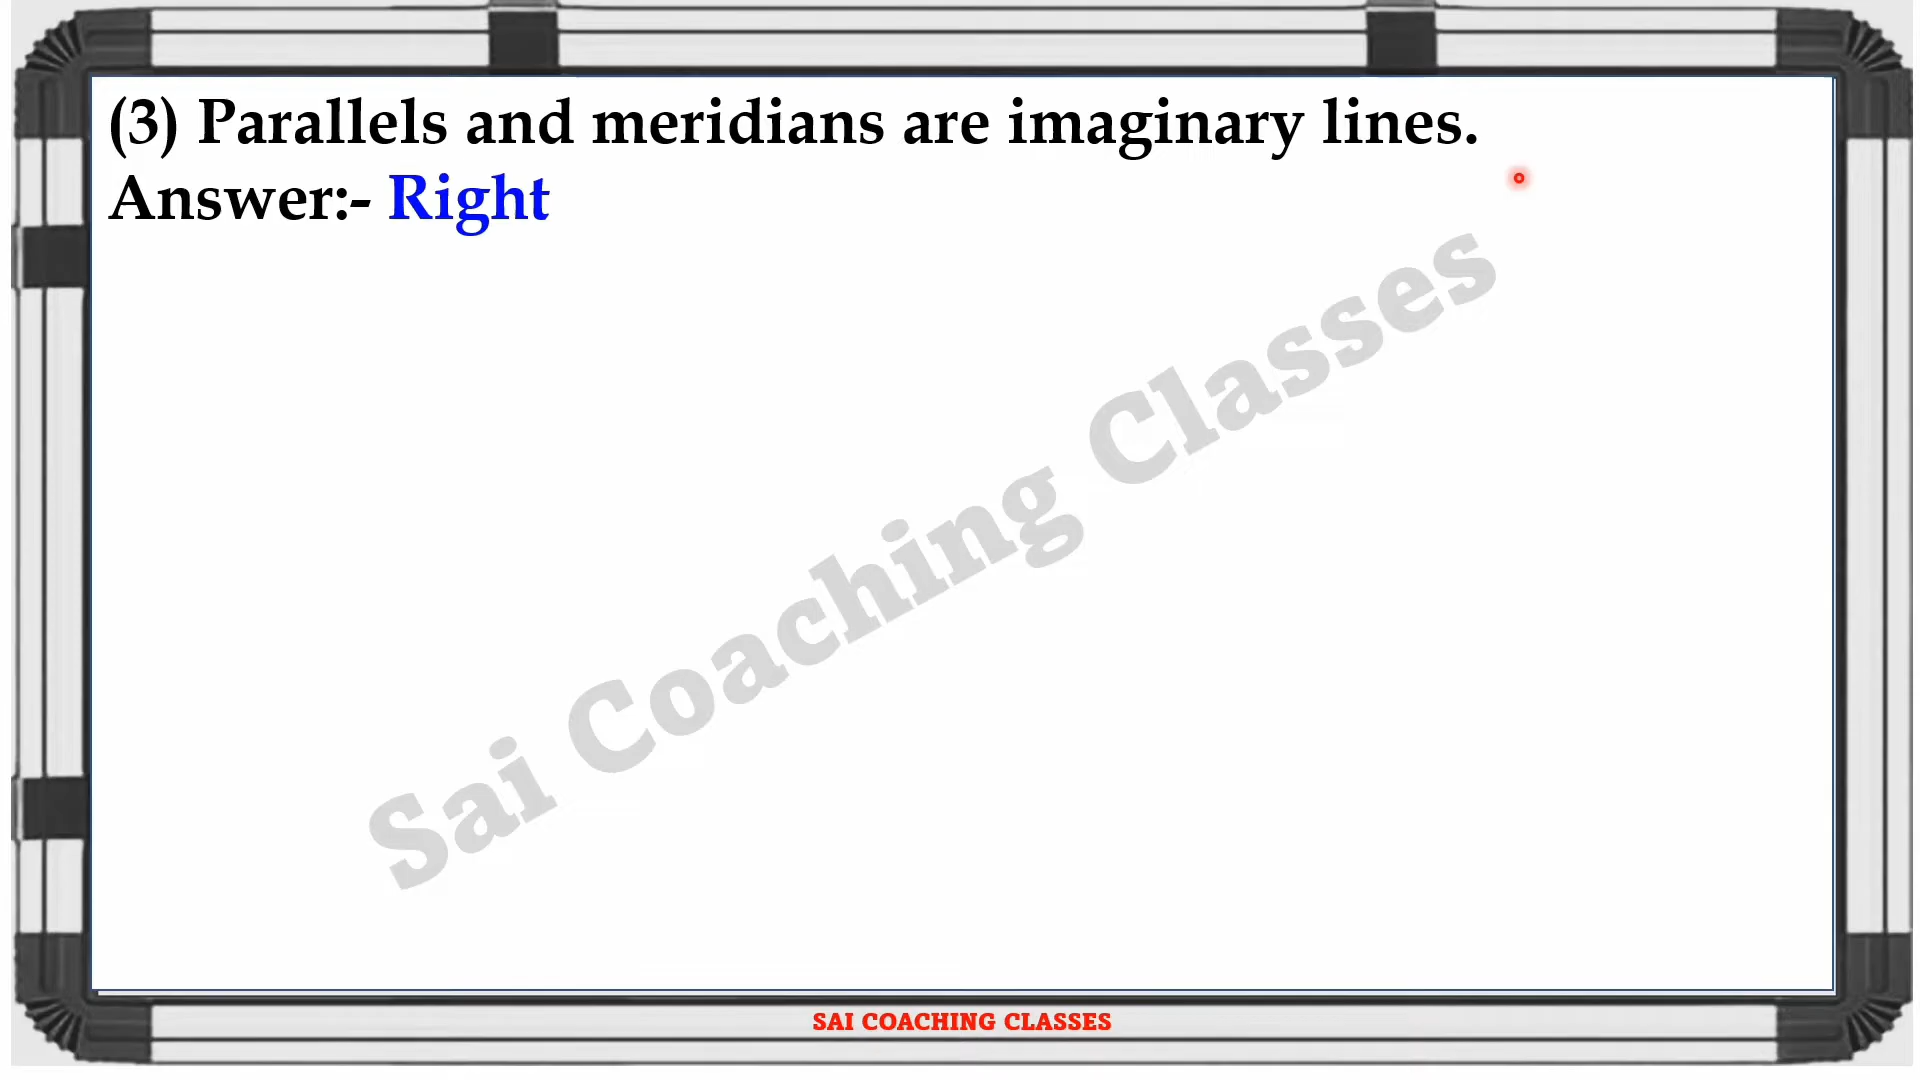 (3) Parallels and meridians are imaginary lines.
Answer:- Right
Sai Coaching Classes
SAI COACHING CLASSES